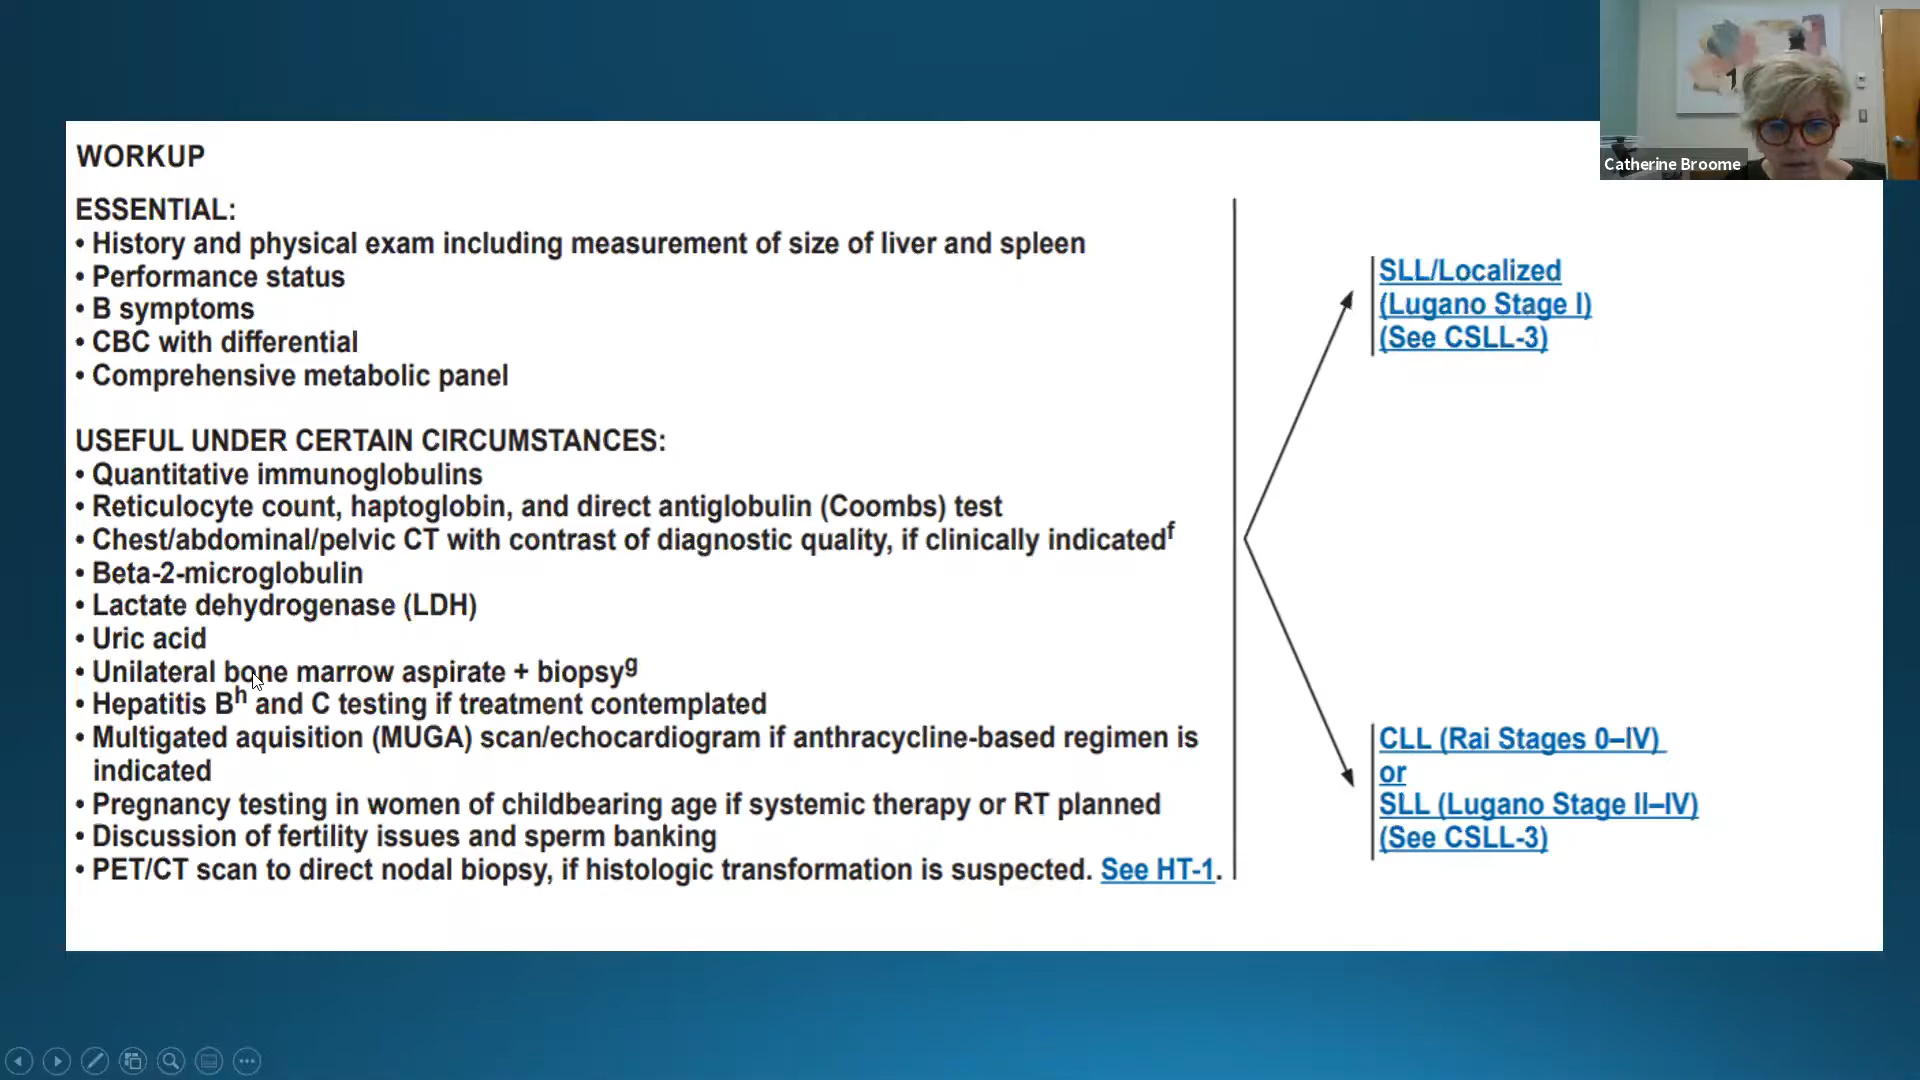 Catherine Broome
WORKUP
ESSENTIAL:
• History and physical exam including measurement of size of liver and spleen
• Performance status
• B symptoms
• CBC with differential
• Comprehensive metabolic panel
USEFUL UNDER CERTAIN CIRCUMSTANCES:
• Quantitative immunoglobulins
• Reticulocyte count, haptoglobin, and direct antiglobulin (Coombs) test
• Chest/abdominal/pelvic CT with contrast of diagnostic quality, if clinically indicatedᶠ
• Beta-2-microglobulin
• Lactate dehydrogenase (LDH)
• Uric acid
• Unilateral bone marrow aspirate + biopsyᵍ
• Hepatitis Bʰ and C testing if treatment contemplated
• Multigated aquisition (MUGA) scan/echocardiogram if anthracycline-based regimen is
indicated
• Pregnancy testing in women of childbearing age if systemic therapy or RT planned
• Discussion of fertility issues and sperm banking
• PET/CT scan to direct nodal biopsy, if histologic transformation is suspected. See HT-1.
SLL/Localized
(Lugano Stage I)
(See CSLL-3)
CLL (Rai Stages 0–IV)
or
SLL (Lugano Stage II–IV)
(See CSLL-3)